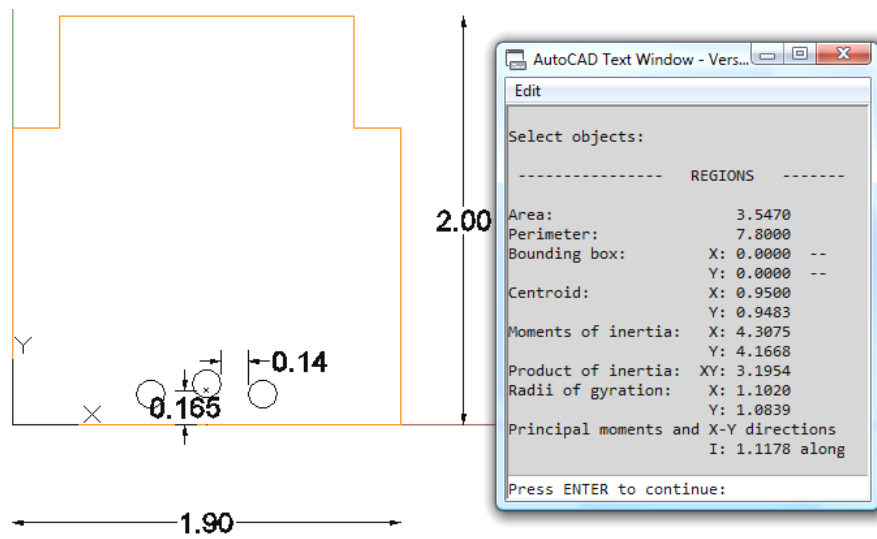 2.00
Y
X
0.14
0.165
1.90
AutoCAD Text Window - Vers...
Edit
Select objects:
---------------- REGIONS -------
Area: 3.5470
Perimeter: 7.8000
Bounding box: X: 0.0000 --
Y: 0.0000 --
Centroid: X: 0.9500
Y: 0.9483
Moments of inertia: X: 4.3075
Y: 4.1668
Product of inertia: XY: 3.1954
Radii of gyration: X: 1.1020
Y: 1.0839
Principal moments and X-Y directions
I: 1.1178 along
Press ENTER to continue: